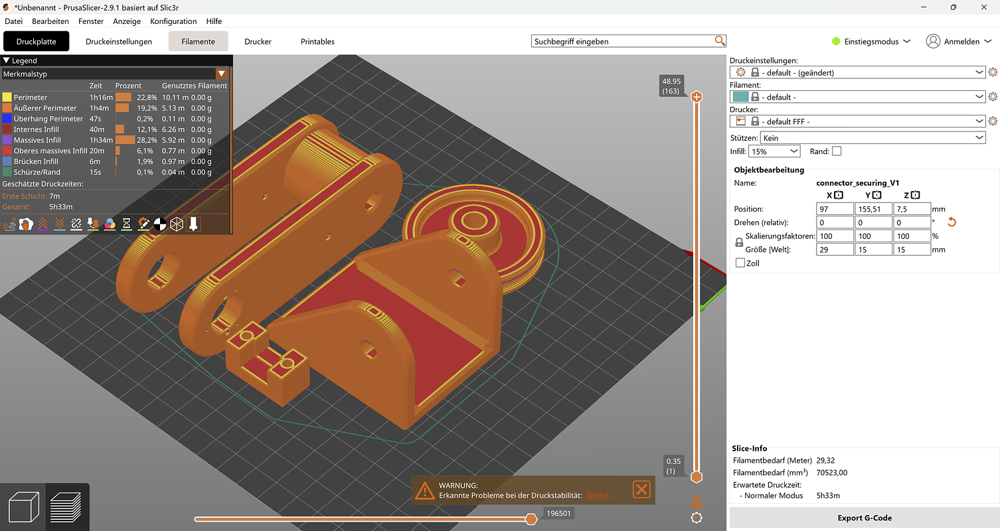 *Unbenannt - PrusaSlicer-2.9.1 basiert auf Slic3r
Datei Bearbeiten Fenster Anzeige Konfiguration Hilfe
Druckplatte Druckeinstellungen Filamente Drucker Printables Suchbegriff eingeben Einstiegsmodus Anmelden
Legend
Merkmalstyp
Zeit Prozent Genutztes Filament
Perimeter 1h16m 22,8% 10.11 m 0.00 g
Äußerer Perimeter 1h4m 19,2% 5.13 m 0.00 g
Überhang Perimeter 47s 0,2% 0.11 m 0.00 g
Internes Infill 40m 12,1% 6.26 m 0.00 g
Massives Infill 1h34m 28,2% 5.92 m 0.00 g
Oberes massives Infill 20m 6,1% 0.77 m 0.00 g
Brücken Infill 6m 1,9% 0.97 m 0.00 g
Schürze/Rand 15s 0,1% 0.04 m 0.00 g
Geschätzte Druckzeiten:
Erste Schicht: 7m
Gesamt: 5h33m
48.95
(163)
0.35
(1)
WARNUNG:
Erkannte Probleme bei der Druckstabilität: [Mehr]
196501
Druckeinstellungen:
- default - (geändert)
Filament:
- default -
Drucker:
- default FFF -
Stützen: Kein
Infill: 15% Rand:
Objektbearbeitung
Name: connector_securing_V1
X Y Z
Position: 97 155,51 7,5 mm
Drehen (relativ): 0 0 0 °
Skalierungsfaktoren: 100 100 100 %
Größe [Welt]: 29 15 15 mm
Zoll
Slice-Info
Filamentbedarf (Meter) 29,32
Filamentbedarf (mm³) 70523,00
Erwartete Druckzeit:
- Normaler Modus 5h33m
Export G-Code